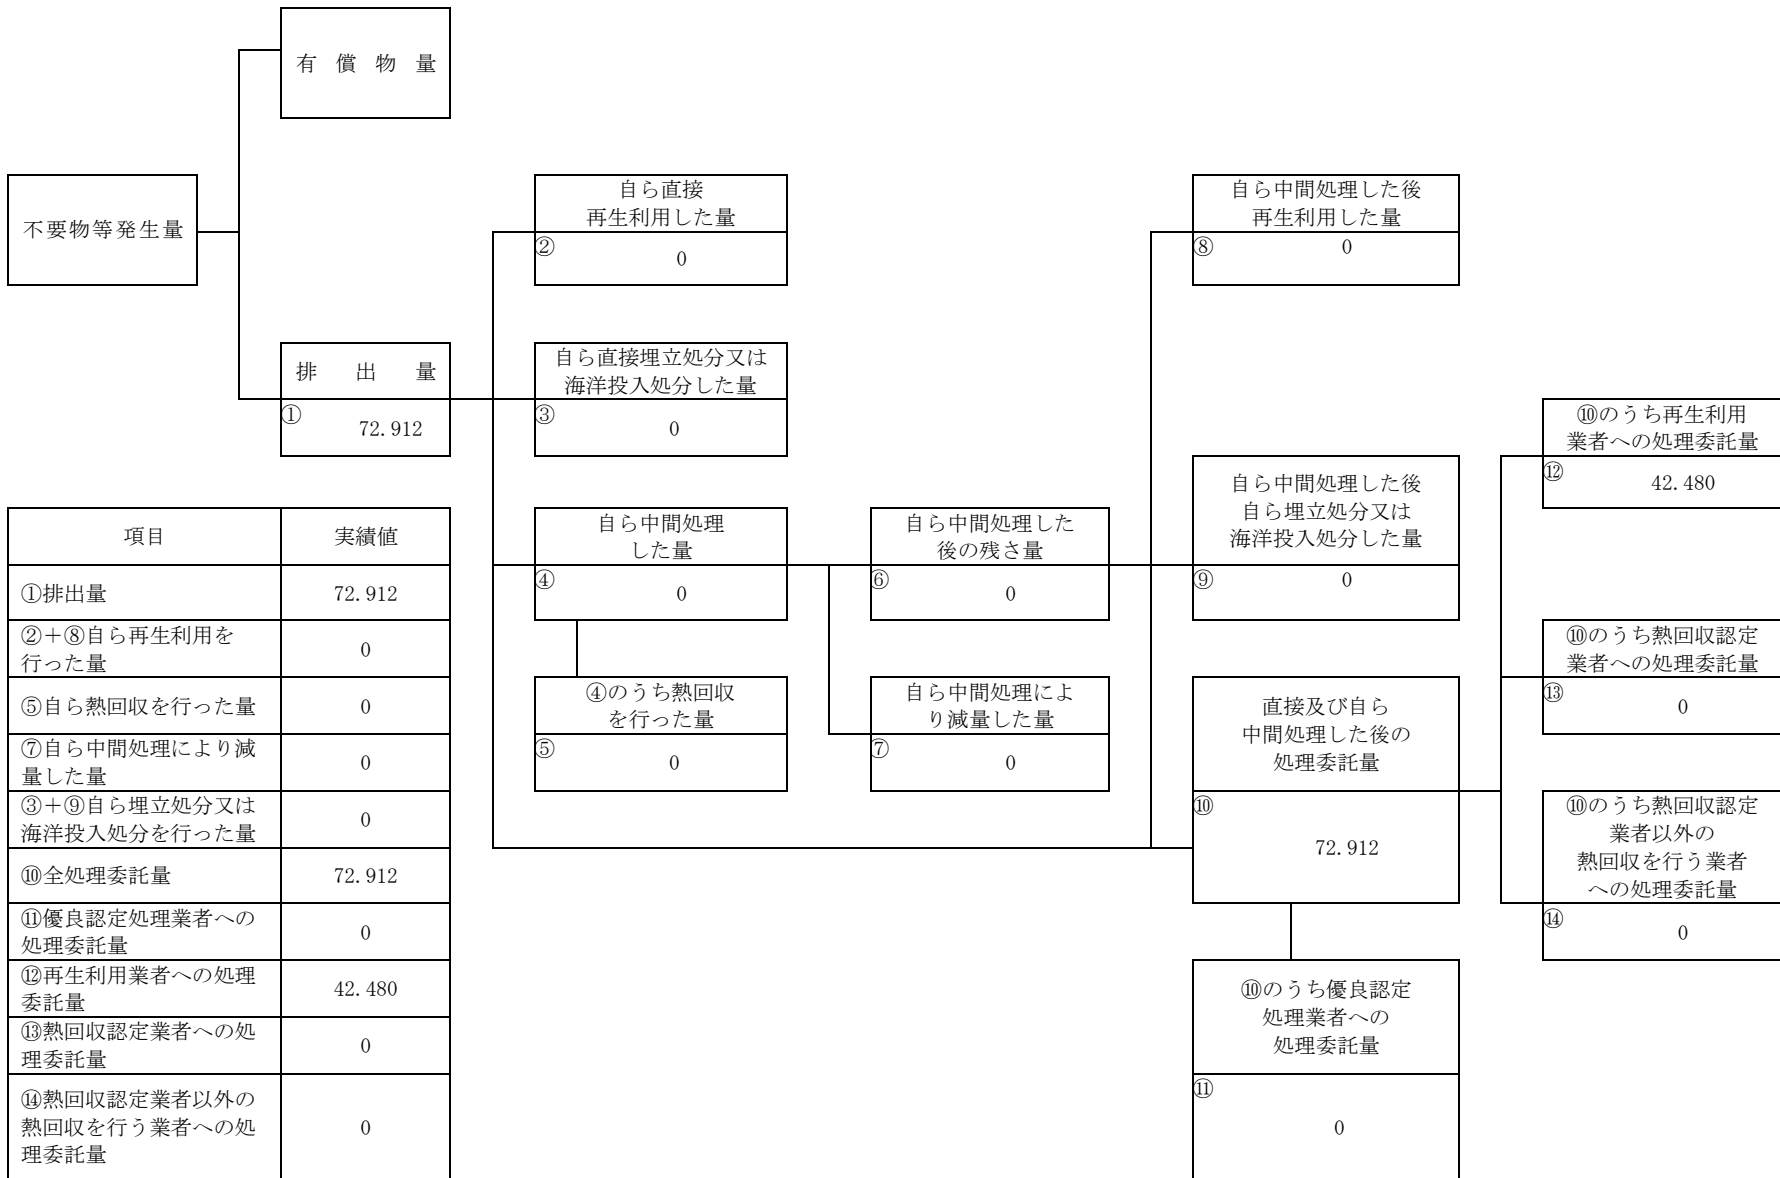 有償物量
不要物等発生量
自ら直接
再生利用した量
②
0
自ら中間処理した後
再生利用した量
⑧
0
排出量
①
72.912
自ら直接埋立処分又は
海洋投入処分した量
③
0
⑩のうち再生利用
業者への処理委託量
⑫
42.480
自ら中間処理
した量
④
0
自ら中間処理した
後の残さ量
⑥
0
自ら中間処理した後
自ら埋立処分又は
海洋投入処分した量
⑨
0
⑩のうち熱回収認定
業者への処理委託量
⑬
0
④のうち熱回収
を行った量
⑤
0
自ら中間処理によ
り減量した量
⑦
0
直接及び自ら
中間処理した後の
処理委託量
⑩
72.912
⑩のうち熱回収認定
業者以外の
熱回収を行う業者
への処理委託量
⑭
0
⑩のうち優良認定
処理業者への
処理委託量
⑪
0
項目 実績値
①排出量 72.912
②＋⑧自ら再生利用を
行った量
0
⑤自ら熱回収を行った量 0
⑦自ら中間処理により減
量した量
0
③＋⑨自ら埋立処分又は
海洋投入処分を行った量
0
⑩全処理委託量 72.912
⑪優良認定処理業者への
処理委託量
0
⑫再生利用業者への処理
委託量
42.480
⑬熱回収認定業者への処
理委託量
0
⑭熱回収認定業者以外の
熱回収を行う業者への処
理委託量
0